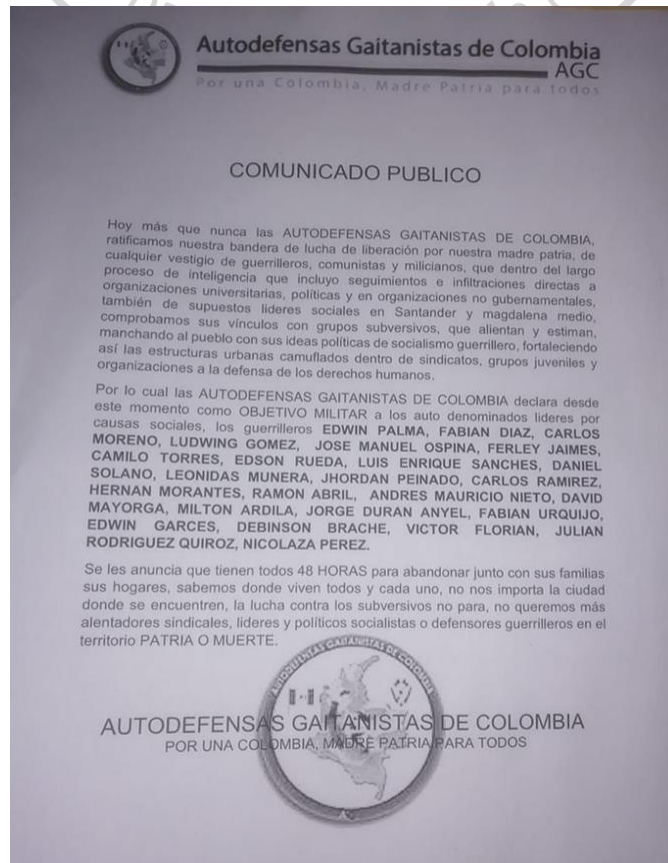 Autodefensas Gaitanistas de Colombia
AGC
Por una Colombia, Madre Patria para todos
COMUNICADO PUBLICO
Hoy más que nunca las AUTODEFENSAS GAITANISTAS DE COLOMBIA,
ratificamos nuestra bandera de lucha de liberación por nuestra madre patria, de
cualquier vestigio de guerrilleros, comunistas y milicianos, que dentro del largo
proceso de inteligencia que incluyo seguimientos e infiltraciones directas a
organizaciones universitarias, políticas y en organizaciones no gubernamentales,
también de supuestos lideres sociales en Santander y magdalena medio,
comprobamos sus vínculos con grupos subversivos, que alientan y estiman,
manchando al pueblo con sus ideas políticas de socialismo guerrillero, fortaleciendo
así las estructuras urbanas camuflados dentro de sindicatos, grupos juveniles y
organizaciones a la defensa de los derechos humanos.
Por lo cual las AUTODEFENSAS GAITANISTAS DE COLOMBIA declara desde
este momento como OBJETIVO MILITAR a los auto denominados lideres por
causas sociales, los guerrilleros EDWIN PALMA, FABIAN DIAZ, CARLOS
MORENO, LUDWING GOMEZ, JOSE MANUEL OSPINA, FERLEY JAIMES,
CAMILO TORRES, EDSON RUEDA, LUIS ENRIQUE SANCHES, DANIEL
SOLANO, LEONIDAS MUNERA, JHORDAN PEINADO, CARLOS RAMIREZ,
HERNAN MORANTES, RAMON ABRIL, ANDRES MAURICIO NIETO, DAVID
MAYORGA, MILTON ARDILA, JORGE DURAN ANYEL, FABIAN URQUIJO,
EDWIN GARCES, DEBINSON BRACHE, VICTOR FLORIAN, JULIAN
RODRIGUEZ QUIROZ, NICOLAZA PEREZ.
Se les anuncia que tienen todos 48 HORAS para abandonar junto con sus familias
sus hogares, sabemos donde viven todos y cada uno, no nos importa la ciudad
donde se encuentren, la lucha contra los subversivos no para, no queremos más
alentadores sindicales, lideres y políticos socialistas o defensores guerrilleros en el
territorio PATRIA O MUERTE.
AUTODEFENSAS GAITANISTAS DE COLOMBIA
AUTODEFENSAS GAITANISTAS DE COLOMBIA
POR UNA COLOMBIA, MADRE PATRIA PARA TODOS